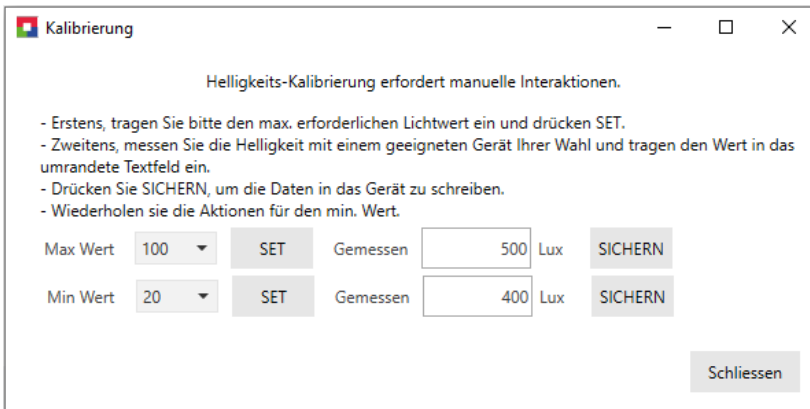 Kalibrierung
Helligkeits-Kalibrierung erfordert manuelle Interaktionen.
- Erstens, tragen Sie bitte den max. erforderlichen Lichtwert ein und drücken SET.
- Zweitens, messen Sie die Helligkeit mit einem geeigneten Gerät Ihrer Wahl und tragen den Wert in das
umrandete Textfeld ein.
- Drücken Sie SICHERN, um die Daten in das Gerät zu schreiben.
- Wiederholen sie die Aktionen für den min. Wert.
Max Wert 100 SET Gemessen 500 Lux SICHERN
Min Wert 20 SET Gemessen 400 Lux SICHERN
Schliessen